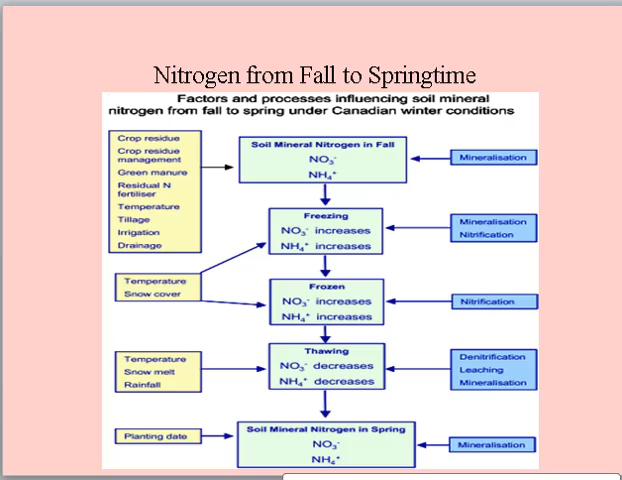 Nitrogen from Fall to Springtime
Factors and processes influencing soil mineral
nitrogen from fall to spring under Canadian winter conditions
Crop residue
Crop residue
management
Green manure
Residual N
fertiliser
Temperature
Tillage
Irrigation
Drainage
Soil Mineral Nitrogen in Fall
NO₃⁻
NH₄⁺
Mineralisation
Freezing
NO₃⁻ increases
NH₄⁺ increases
Mineralisation
Nitrification
Temperature
Snow cover
Frozen
NO₃⁻ increases
NH₄⁺ increases
Nitrification
Temperature
Snow melt
Rainfall
Thawing
NO₃⁻ decreases
NH₄⁺ decreases
Denitrification
Leaching
Mineralisation
Planting date
Soil Mineral Nitrogen in Spring
NO₃⁻
NH₄⁺
Mineralisation